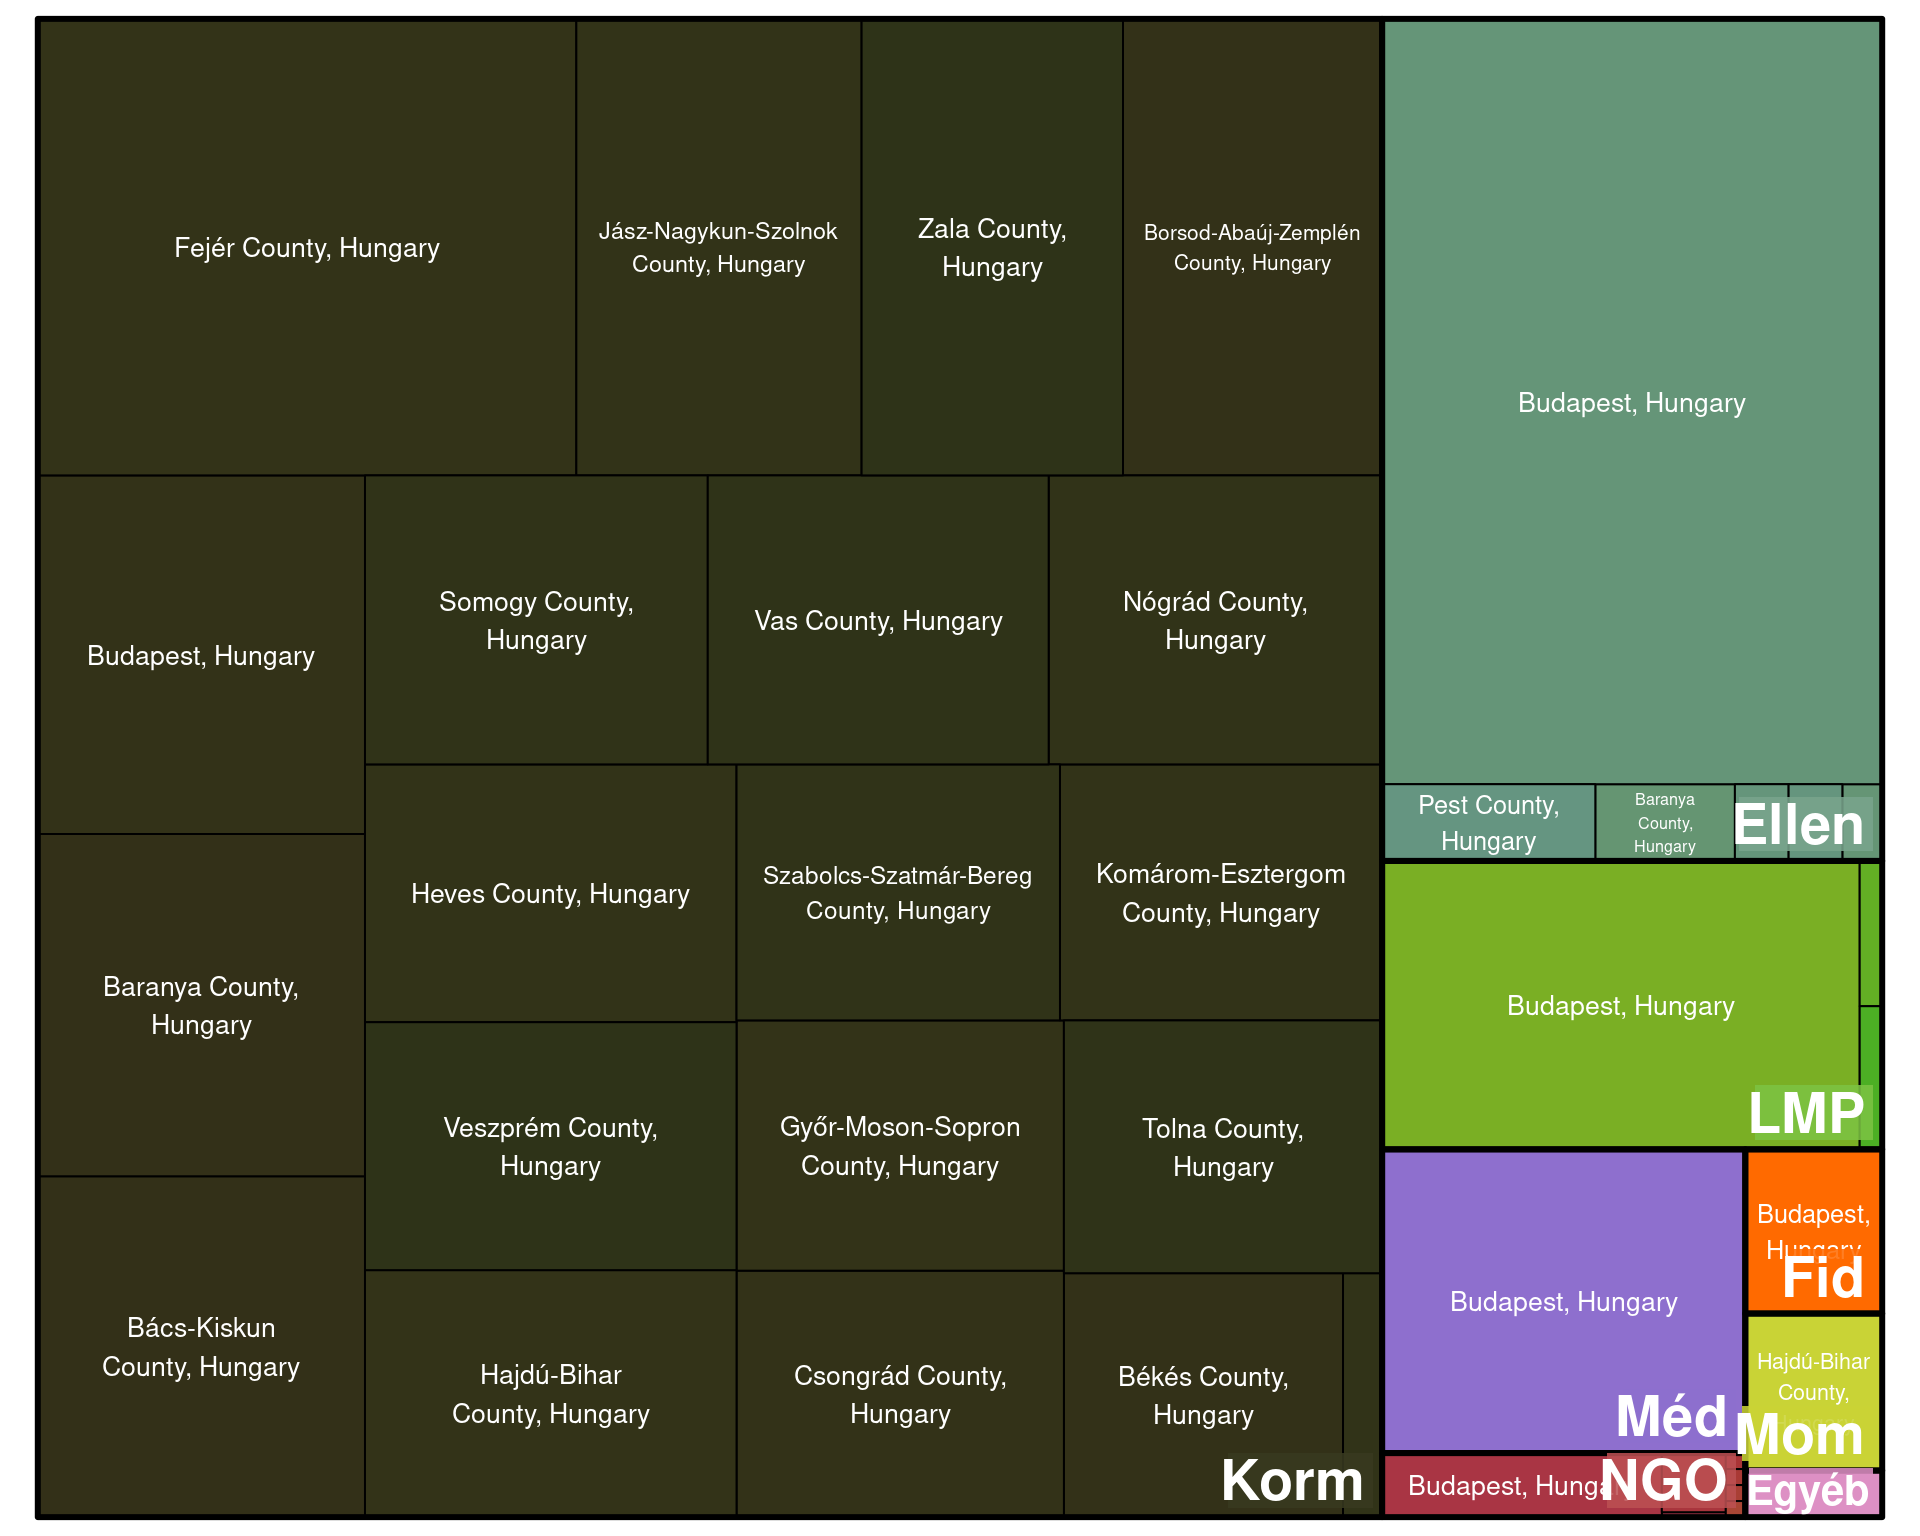 Fejér County, Hungary
Jász-Nagykun-Szolnok
County, Hungary
Zala County,
Hungary
Borsod-Abaúj-Zemplén
County, Hungary
Budapest, Hungary
Somogy County,
Hungary
Vas County, Hungary
Nógrád County,
Hungary
Baranya County,
Hungary
Heves County, Hungary
Szabolcs-Szatmár-Bereg
County, Hungary
Komárom-Esztergom
County, Hungary
Veszprém County,
Hungary
Győr-Moson-Sopron
County, Hungary
Tolna County,
Hungary
Bács-Kiskun
County, Hungary
Hajdú-Bihar
County, Hungary
Csongrád County,
Hungary
Békés County,
Hungary
Korm
Budapest, Hungary
Pest County,
Hungary
Baranya
County,
Hungary
Ellen
Budapest, Hungary
LMP
Budapest, Hungary
Méd
Budapest,
Hungary
Fid
Hajdú-Bihar
County,
Mom
Budapest,
NGO
Egyéb